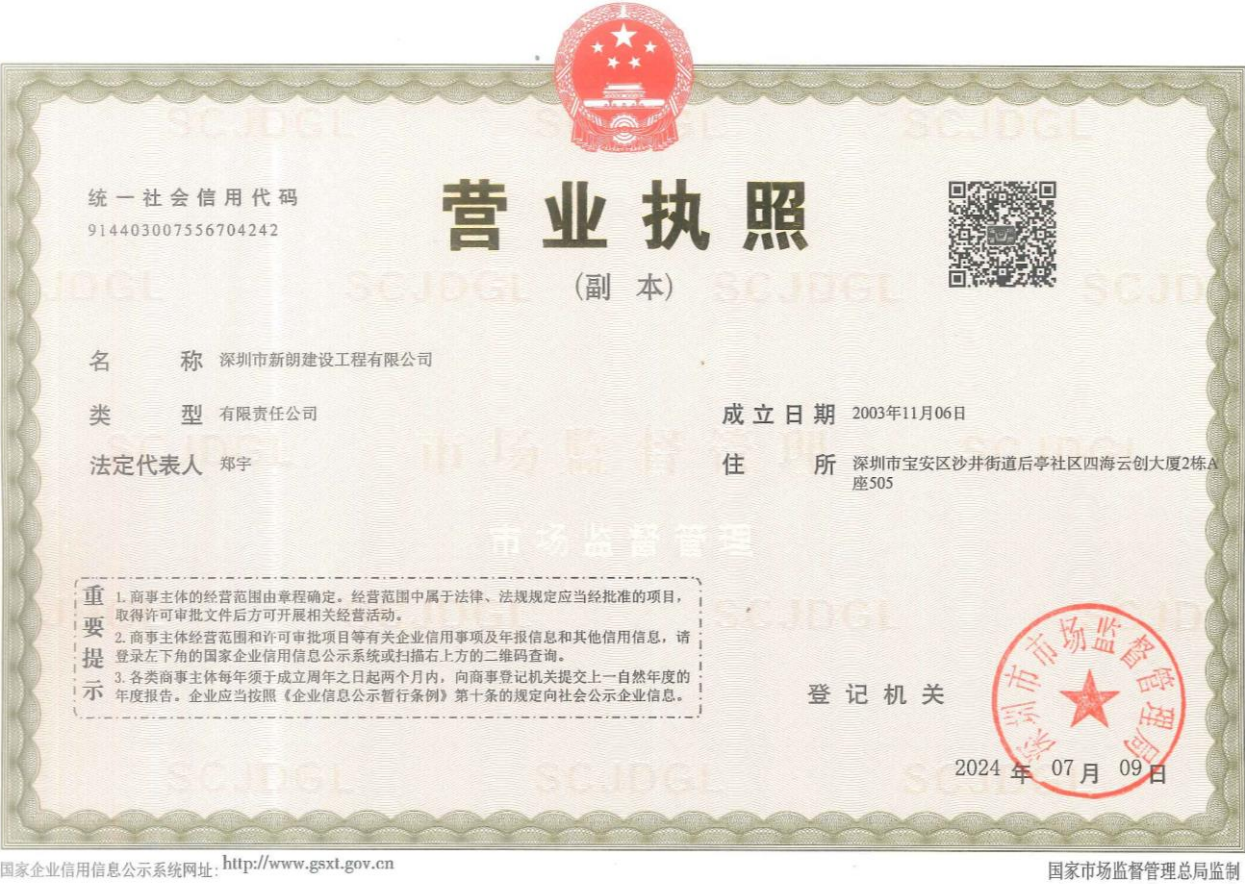 统一社会信用代码
914403007556704242
营业执照
(副 本)
名 称 深圳市新朗建设工程有限公司
类 型 有限责任公司
法定代表人 郑宇
成立日期 2003年11月06日
住 所 深圳市宝安区沙井街道后亭社区四海云创大厦2栋A
座505
市场监督管理
市场监督管理
重要提示
1. 商事主体的经营范围由章程确定。经营范围中属于法律、法规规定应当经批准的项目，
取得许可审批文件后方可开展相关经营活动。
2. 商事主体经营范围和许可审批项目等有关企业信用事项及年报信息和其他信用信息，请
登录左下角的国家企业信用信息公示系统或扫描右上方的二维码查询。
3. 各类商事主体每年须于成立周年之日起两个月内，向商事登记机关提交上一自然年度的
年度报告。企业应当按照《企业信息公示暂行条例》第十条的规定向社会公示企业信息。
登记机关
深圳市市场监督管理局
2024 年 07 月 09 日
SCJDGL
国家企业信用信息公示系统网址: http://www.gsxt.gov.cn
国家市场监督管理总局监制